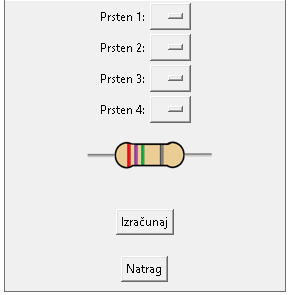 Prsten 1:
Prsten 2:
Prsten 3:
Prsten 4:
Izračunaj
Natrag